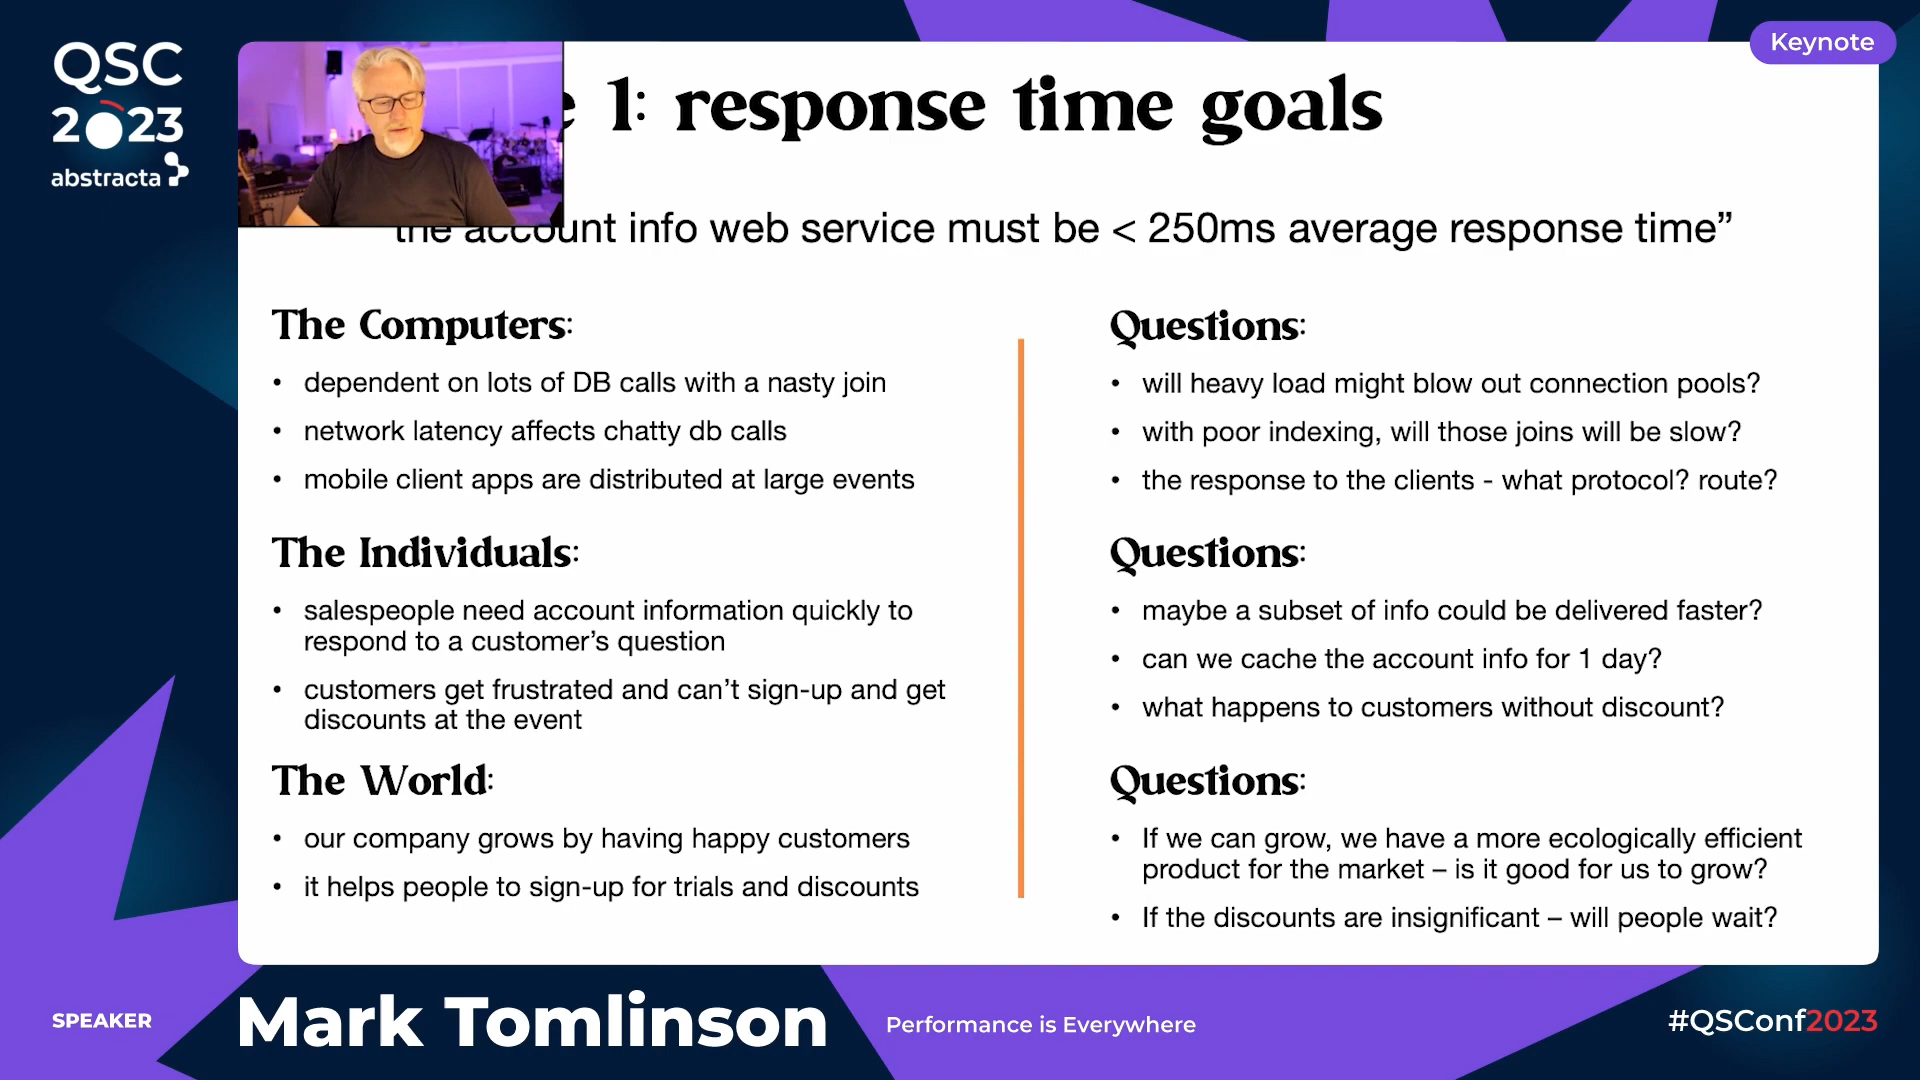 QSC
2023
abstracta
Keynote
e 1: response time goals
"the account info web service must be < 250ms average response time”
The Computers:
• dependent on lots of DB calls with a nasty join
• network latency affects chatty db calls
• mobile client apps are distributed at large events
Questions:
• will heavy load might blow out connection pools?
• with poor indexing, will those joins will be slow?
• the response to the clients - what protocol? route?
The Individuals:
• salespeople need account information quickly to
respond to a customer’s question
• customers get frustrated and can’t sign-up and get
discounts at the event
Questions:
• maybe a subset of info could be delivered faster?
• can we cache the account info for 1 day?
• what happens to customers without discount?
The World:
• our company grows by having happy customers
• it helps people to sign-up for trials and discounts
Questions:
• If we can grow, we have a more ecologically efficient
product for the market – is it good for us to grow?
• If the discounts are insignificant – will people wait?
SPEAKER
Mark Tomlinson
Performance is Everywhere
#QSConf2023